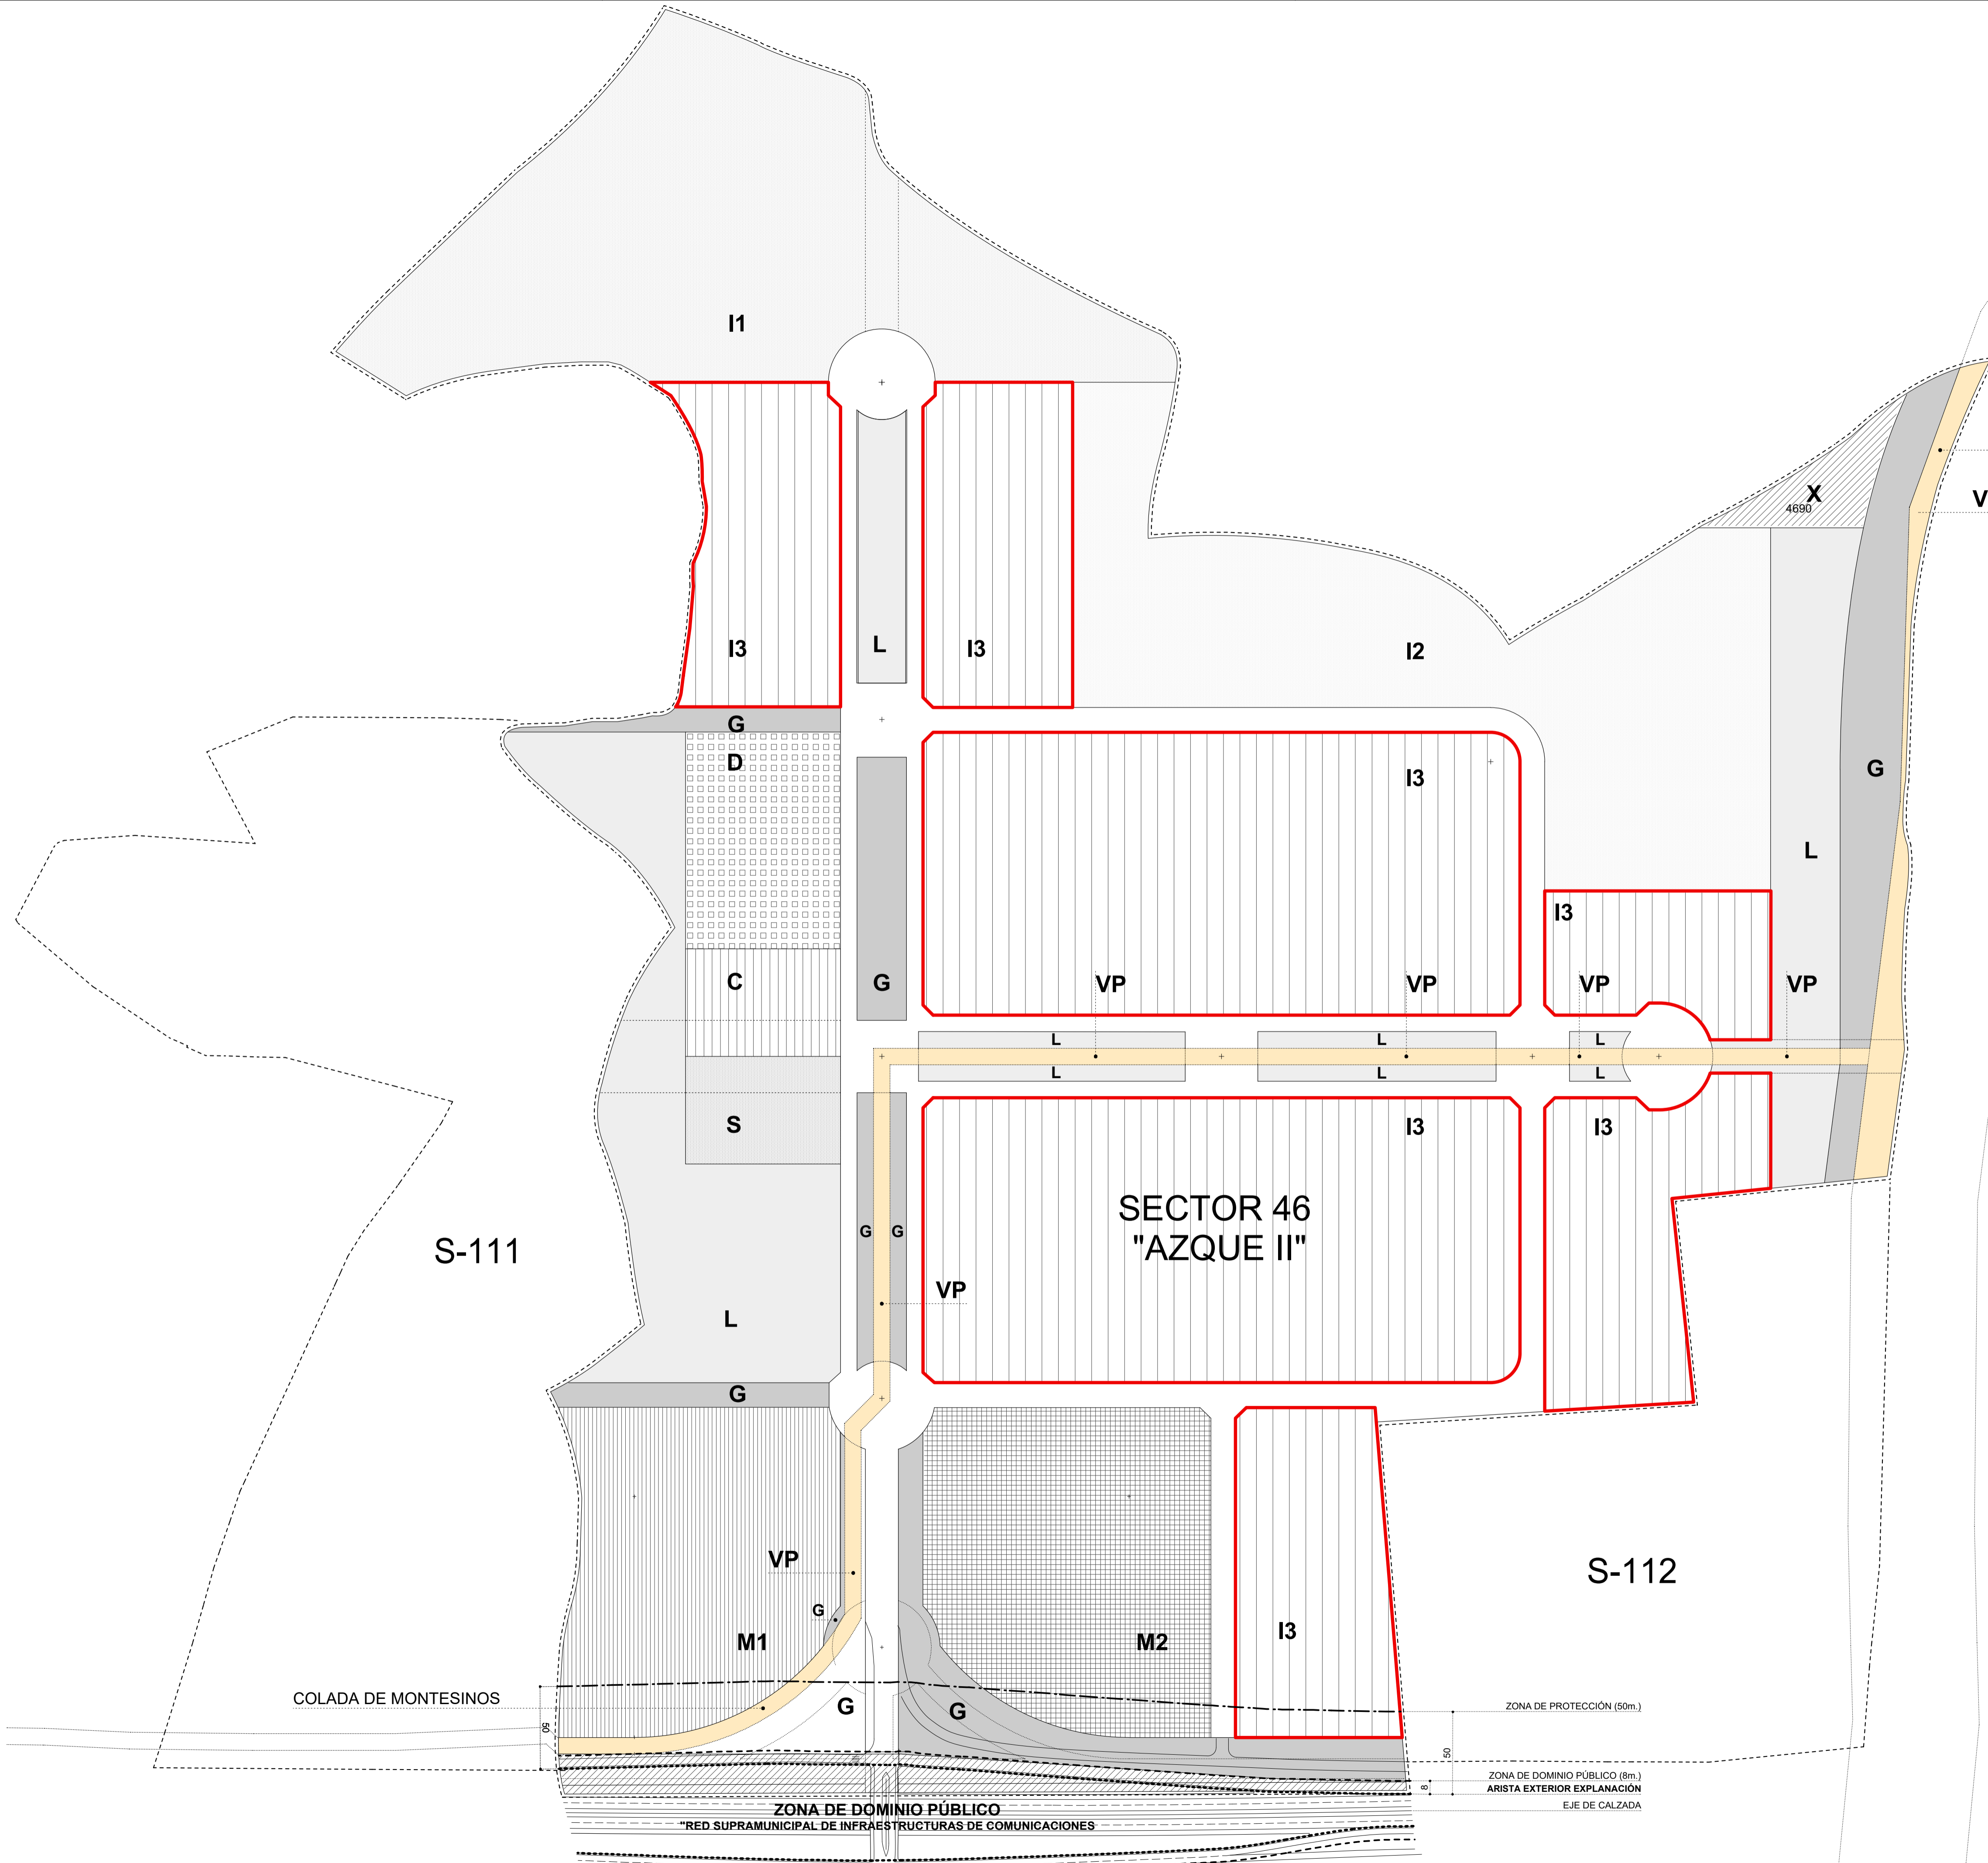 I1
X
4690
V
I3
L
I3
I2
G
D
I3
G
L
I3
C
G
VP
VP
VP
VP
L
L
L
L
L
L
S
I3
I3
SECTOR 46
"AZQUE II"
G
G
S-111
VP
L
G
VP
S-112
G
M1
M2
I3
COLADA DE MONTESINOS
G
G
ZONA DE PROTECCIÓN (50m.)
50
50
ZONA DE DOMINIO PÚBLICO (8m.)
8
ARISTA EXTERIOR EXPLANACIÓN
EJE DE CALZADA
ZONA DE DOMINIO PÚBLICO
"RED SUPRAMUNICIPAL DE INFRAESTRUCTURAS DE COMUNICACIONES